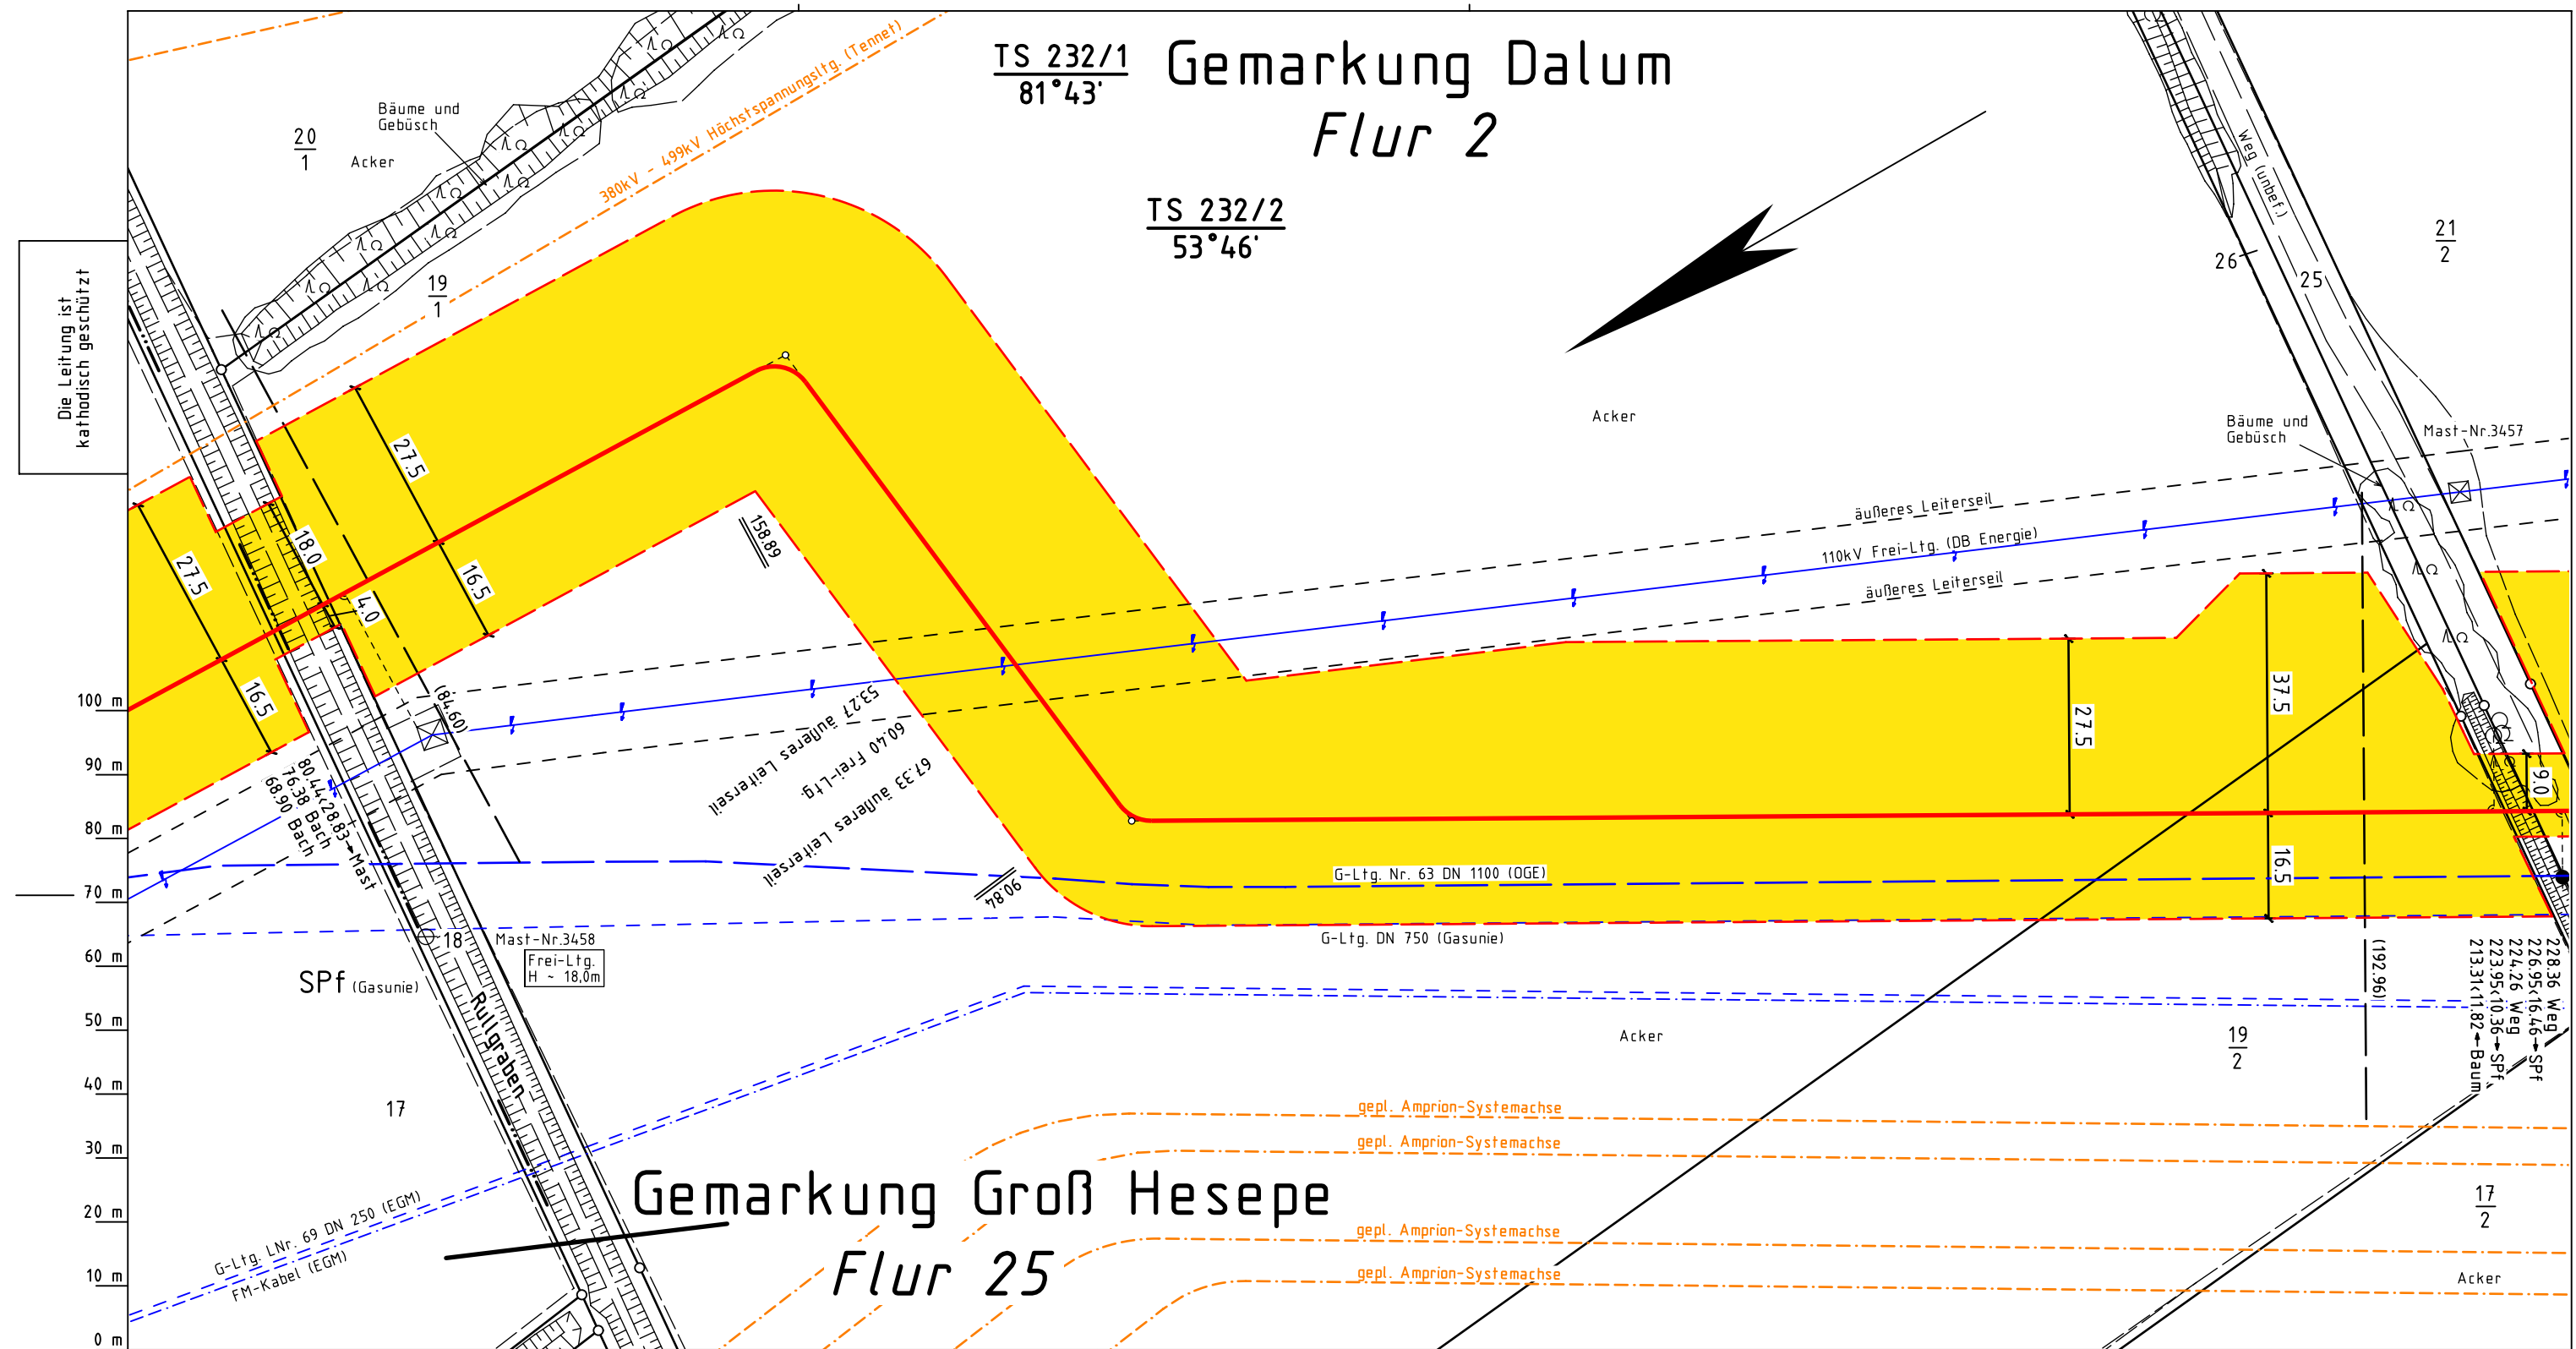 TS 232/1
81°43'
Gemarkung Dalum
Flur 2
TS 232/2
53°46'
380kV - 499kV Höchstspannungsltg. (Tennet)
Bäume und
Gebüsch
20
1
Acker
19
1
Die Leitung ist
kathodisch geschützt
Weg (unbef.)
26
25
21
2
Acker
Bäume und
Gebüsch
Mast-Nr.3457
äußeres Leiterseil
110kV Frei-Ltg. (DB Energie)
äußeres Leiterseil
27.5
16.5
27.5
16.5
18.0
4.0
158.89
(84.60)
53.27 äußeres Leiterseil
60.40 Frei-Ltg.
67.33 äußeres Leiterseil
90.84
80.44<28.83→Mast
76.38 Bach
68.90 Bach
27.5
37.5
16.5
9.0
100 m
90 m
80 m
70 m
60 m
50 m
40 m
30 m
20 m
10 m
0 m
G-Ltg. Nr. 63 DN 1100 (OGE)
G-Ltg. DN 750 (Gasunie)
18
Mast-Nr.3458
Frei-Ltg.
H ~ 18,0m
SPf (Gasunie)
Rullgraben
17
(192.96)
228.36 Weg
226.95<16.46→SPf
224.26 Weg
223.95<10.36→SPf
213.31<11.82→Baum
Acker
19
2
gepl. Amprion-Systemachse
gepl. Amprion-Systemachse
gepl. Amprion-Systemachse
gepl. Amprion-Systemachse
Gemarkung Groß Hesepe
Flur 25
G-Ltg. LNr. 69 DN 250 (EGM)
FM-Kabel (EGM)
17
2
Acker